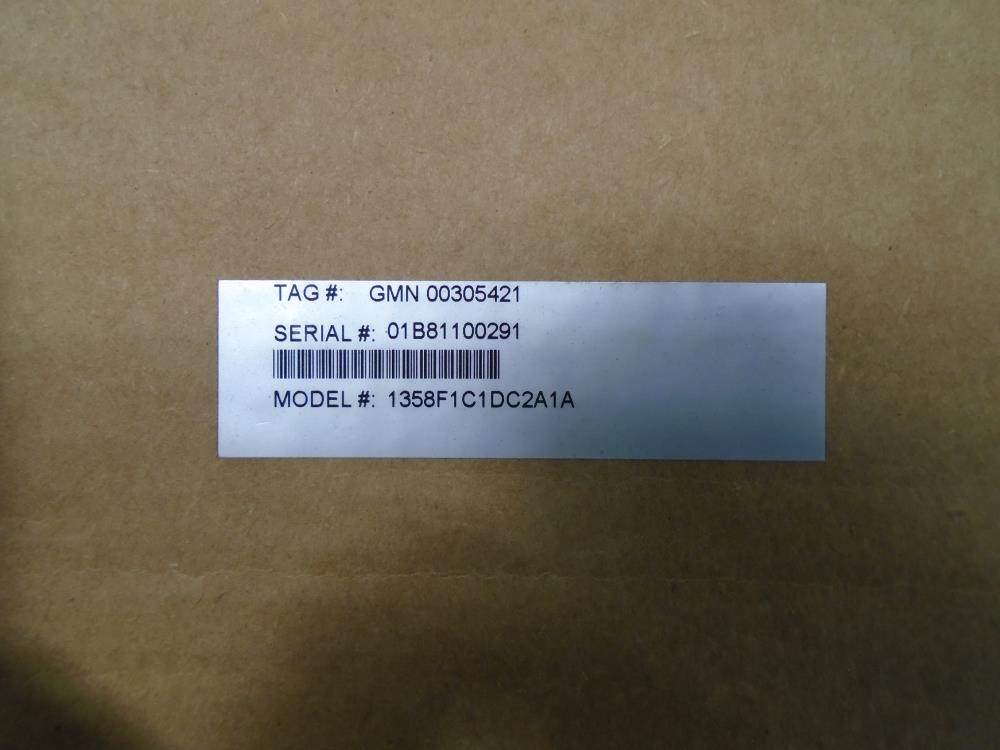 TAG #: GMN 00305421
SERIAL #: 01B81100291
MODEL #: 1358F1C1DC2A1A